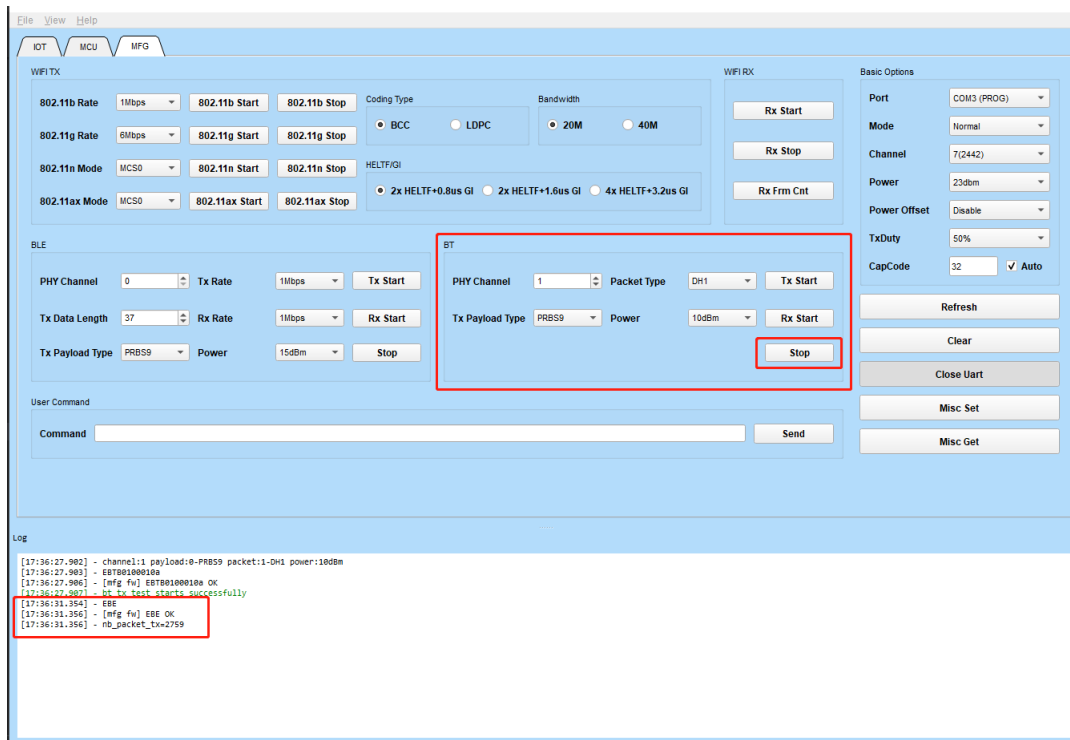 File View Help
IOT MCU MFG
WIFI TX
802.11b Rate 1Mbps 802.11b Start 802.11b Stop
802.11g Rate 6Mbps 802.11g Start 802.11g Stop
802.11n Mode MCS0 802.11n Start 802.11n Stop
802.11ax Mode MCS0 802.11ax Start 802.11ax Stop
Coding Type
BCC LDPC
Bandwidth
20M 40M
HELTF/GI
2x HELTF+0.8us GI 2x HELTF+1.6us GI 4x HELTF+3.2us GI
WIFI RX
Rx Start
Rx Stop
Rx Frm Cnt
Basic Options
Port COM3 (PROG)
Mode Normal
Channel 7(2442)
Power 23dbm
Power Offset Disable
TxDuty 50%
CapCode 32 Auto
BLE
PHY Channel 0 Tx Rate 1Mbps Tx Start
Tx Data Length 37 Rx Rate 1Mbps Rx Start
Tx Payload Type PRBS9 Power 15dBm Stop
BT
PHY Channel 1 Packet Type DH1 Tx Start
Tx Payload Type PRBS9 Power 10dBm Rx Start
Stop
Refresh
Clear
Close Uart
Misc Set
Misc Get
User Command
Command Send
Log
[17:36:27.902] - channel:1 payload:0-PRBS9 packet:1-DH1 power:10dBm
[17:36:27.903] - EBTB0100010a
[17:36:27.906] - [mfg fw] EBTB0100010a OK
[17:36:27.907] - bt tx test starts successfully
[17:36:31.354] - EBE
[17:36:31.356] - [mfg fw] EBE OK
[17:36:31.356] - nb_packet_tx=2759